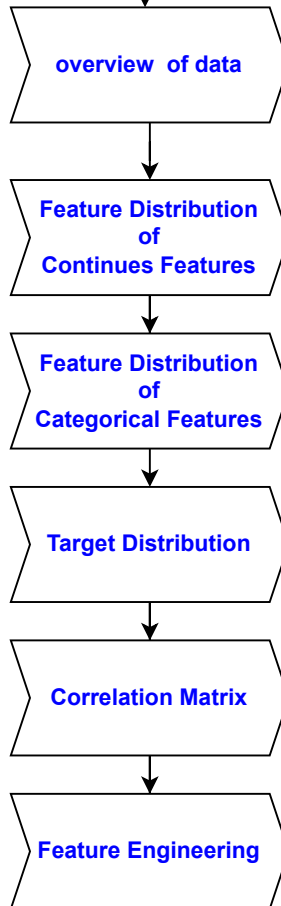 overview of data
Feature Distribution
of
Continues Features
Feature Distribution
of
Categorical Features
Target Distribution
Correlation Matrix
Feature Engineering